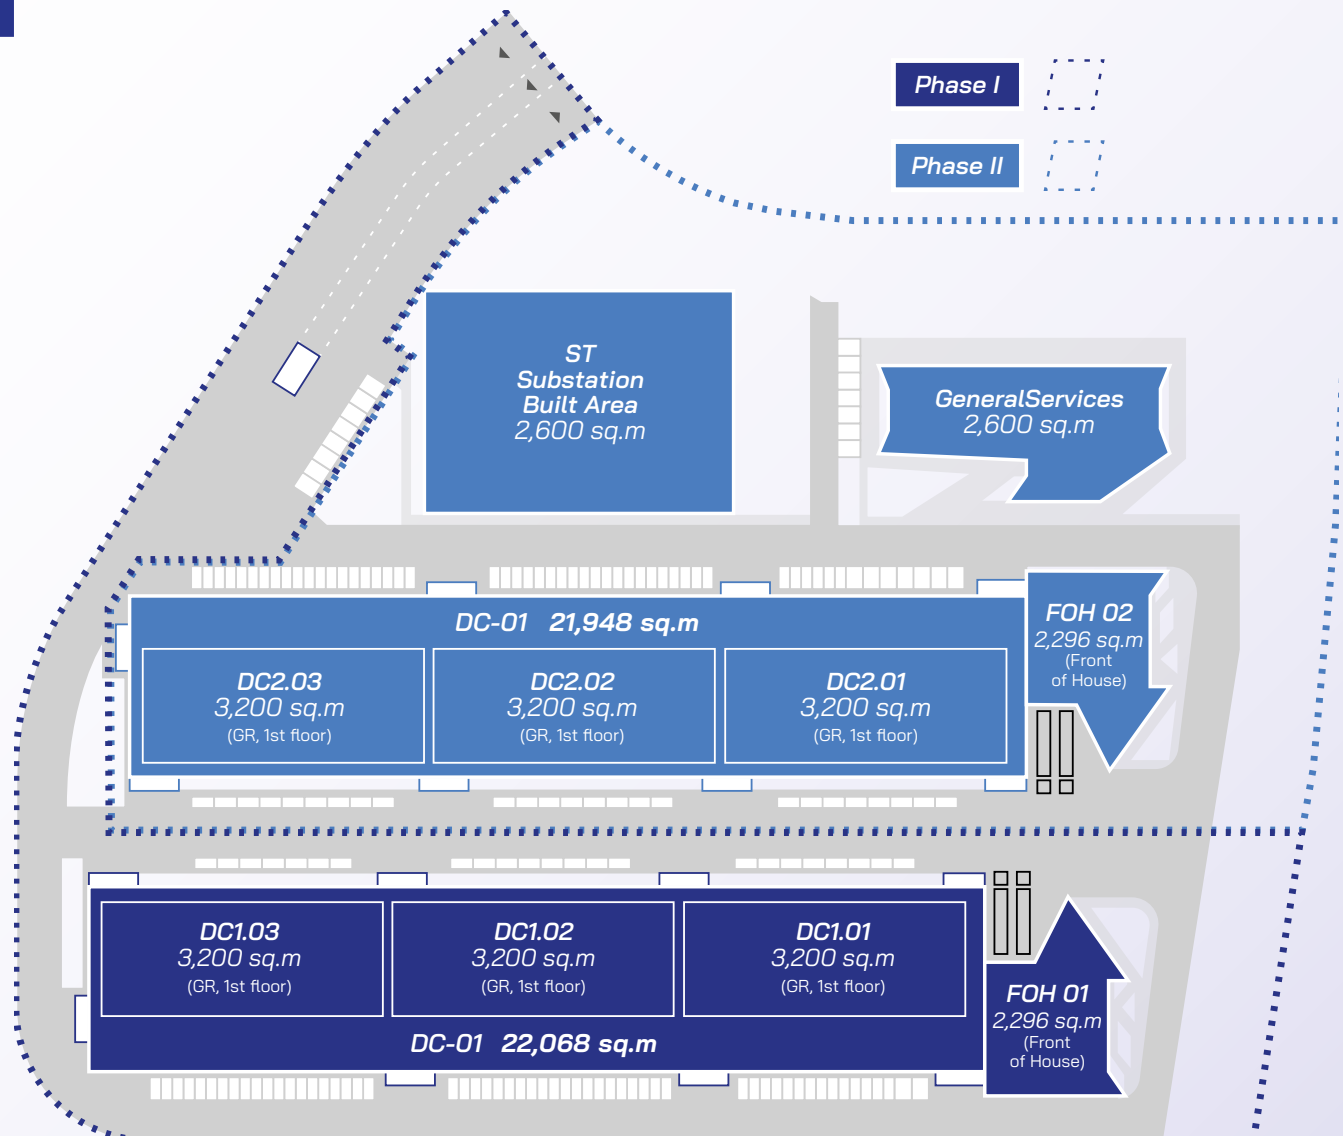 Phase I
Phase II
ST
Substation
Built Area
2,600 sq.m
GeneralServices
2,600 sq.m
DC-01 21,948 sq.m
FOH 02
2,296 sq.m
(Front
of House)
DC2.03
3,200 sq.m
(GR, 1st floor)
DC2.02
3,200 sq.m
(GR, 1st floor)
DC2.01
3,200 sq.m
(GR, 1st floor)
DC1.03
3,200 sq.m
(GR, 1st floor)
DC1.02
3,200 sq.m
(GR, 1st floor)
DC1.01
3,200 sq.m
(GR, 1st floor)
FOH 01
2,296 sq.m
(Front
of House)
DC-01 22,068 sq.m